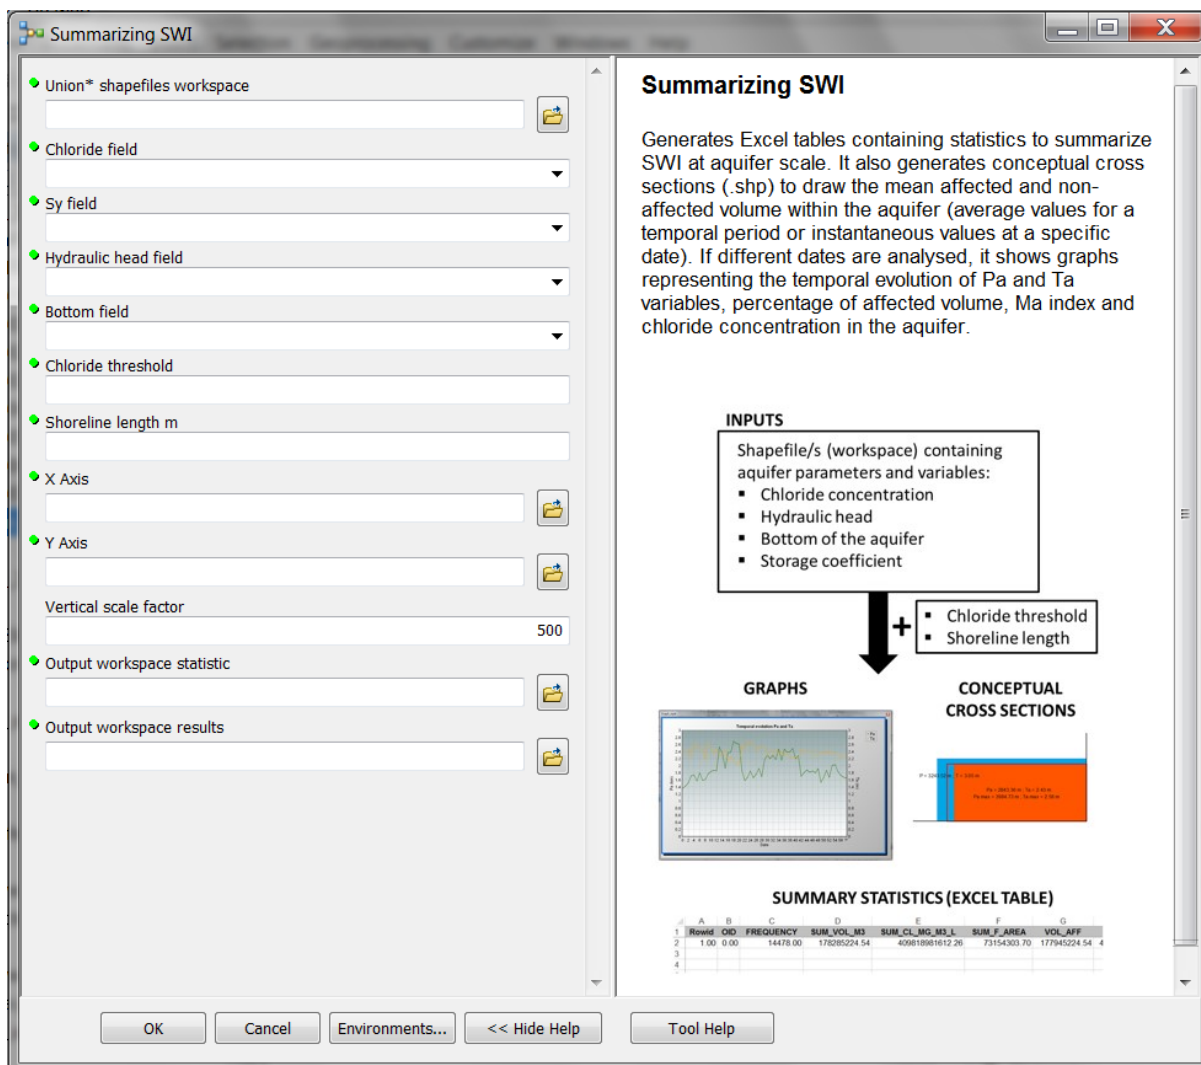 Summarizing SWI
Selection Geoprocessing Customize Windows Help
Union* shapefiles workspace
Chloride field
Sy field
Hydraulic head field
Bottom field
Chloride threshold
Shoreline length m
X Axis
Y Axis
Vertical scale factor
500
Output workspace statistic
Output workspace results
OK
Cancel
Environments...
<< Hide Help
Tool Help
Summarizing SWI
Generates Excel tables containing statistics to summarize
SWI at aquifer scale. It also generates conceptual cross
sections (.shp) to draw the mean affected and non-
affected volume within the aquifer (average values for a
temporal period or instantaneous values at a specific
date). If different dates are analysed, it shows graphs
representing the temporal evolution of Pa and Ta
variables, percentage of affected volume, Ma index and
chloride concentration in the aquifer.
INPUTS
Shapefile/s (workspace) containing
aquifer parameters and variables:
▪ Chloride concentration
▪ Hydraulic head
▪ Bottom of the aquifer
▪ Storage coefficient
+
▪ Chloride threshold
▪ Shoreline length
GRAPHS
Temporal evolution Pa and Ta
Date
CONCEPTUAL
CROSS SECTIONS
SUMMARY STATISTICS (EXCEL TABLE)
A B C D E F G
1 Rowid OID FREQUENCY SUM_VOL_M3 SUM_CL_MG_M3_L SUM_F_AREA VOL_AFF
2 1.00 0.00 14478.00 178285224.54 409818981612.26 73154303.70 177945224.54 4
3
4